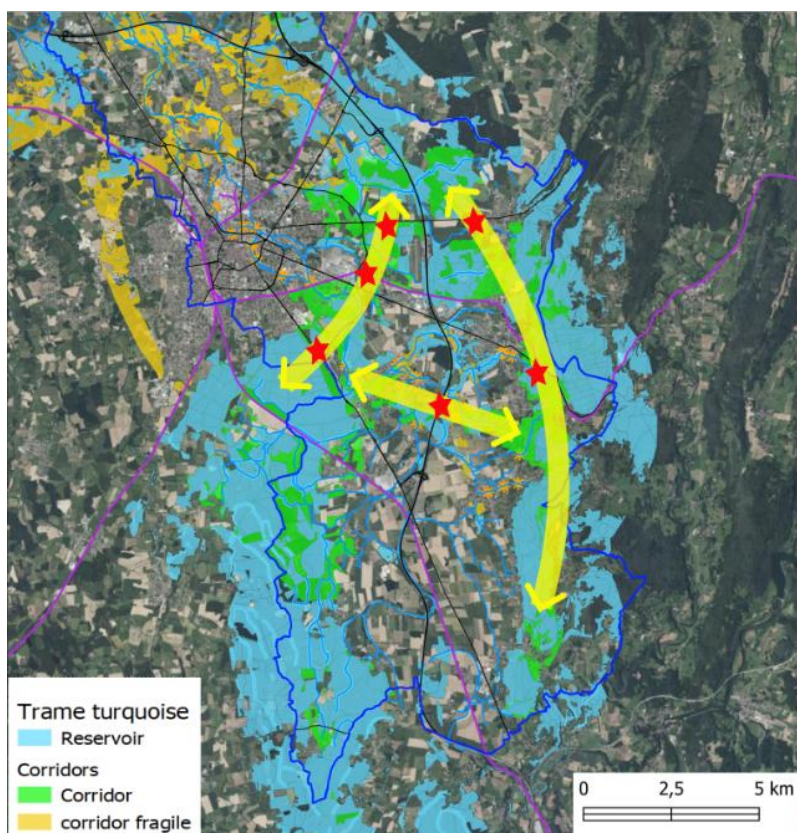 Trame turquoise
Reservoir
Corridors
Corridor
corridor fragile
0 2,5 5 km